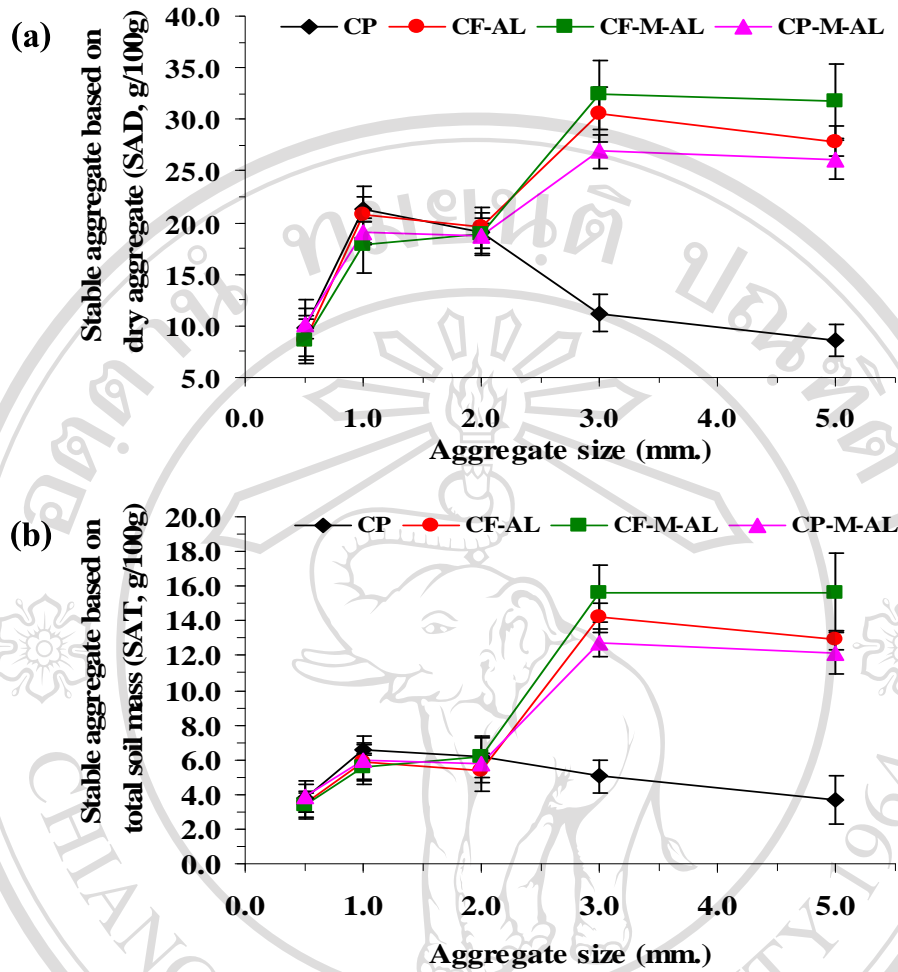 (a)
CP CF-AL CF-M-AL CP-M-AL
Stable aggregate based on
dry aggregate (SAD, g/100g)
40.0
35.0
30.0
25.0
20.0
15.0
10.0
5.0
0.0 1.0 2.0 3.0 4.0 5.0
Aggregate size (mm.)
(b)
CP CF-AL CF-M-AL CP-M-AL
Stable aggregate based on
total soil mass (SAT, g/100g)
20.0
18.0
16.0
14.0
12.0
10.0
8.0
6.0
4.0
2.0
0.0
0.0 1.0 2.0 3.0 4.0 5.0
Aggregate size (mm.)
CHIANG
1964